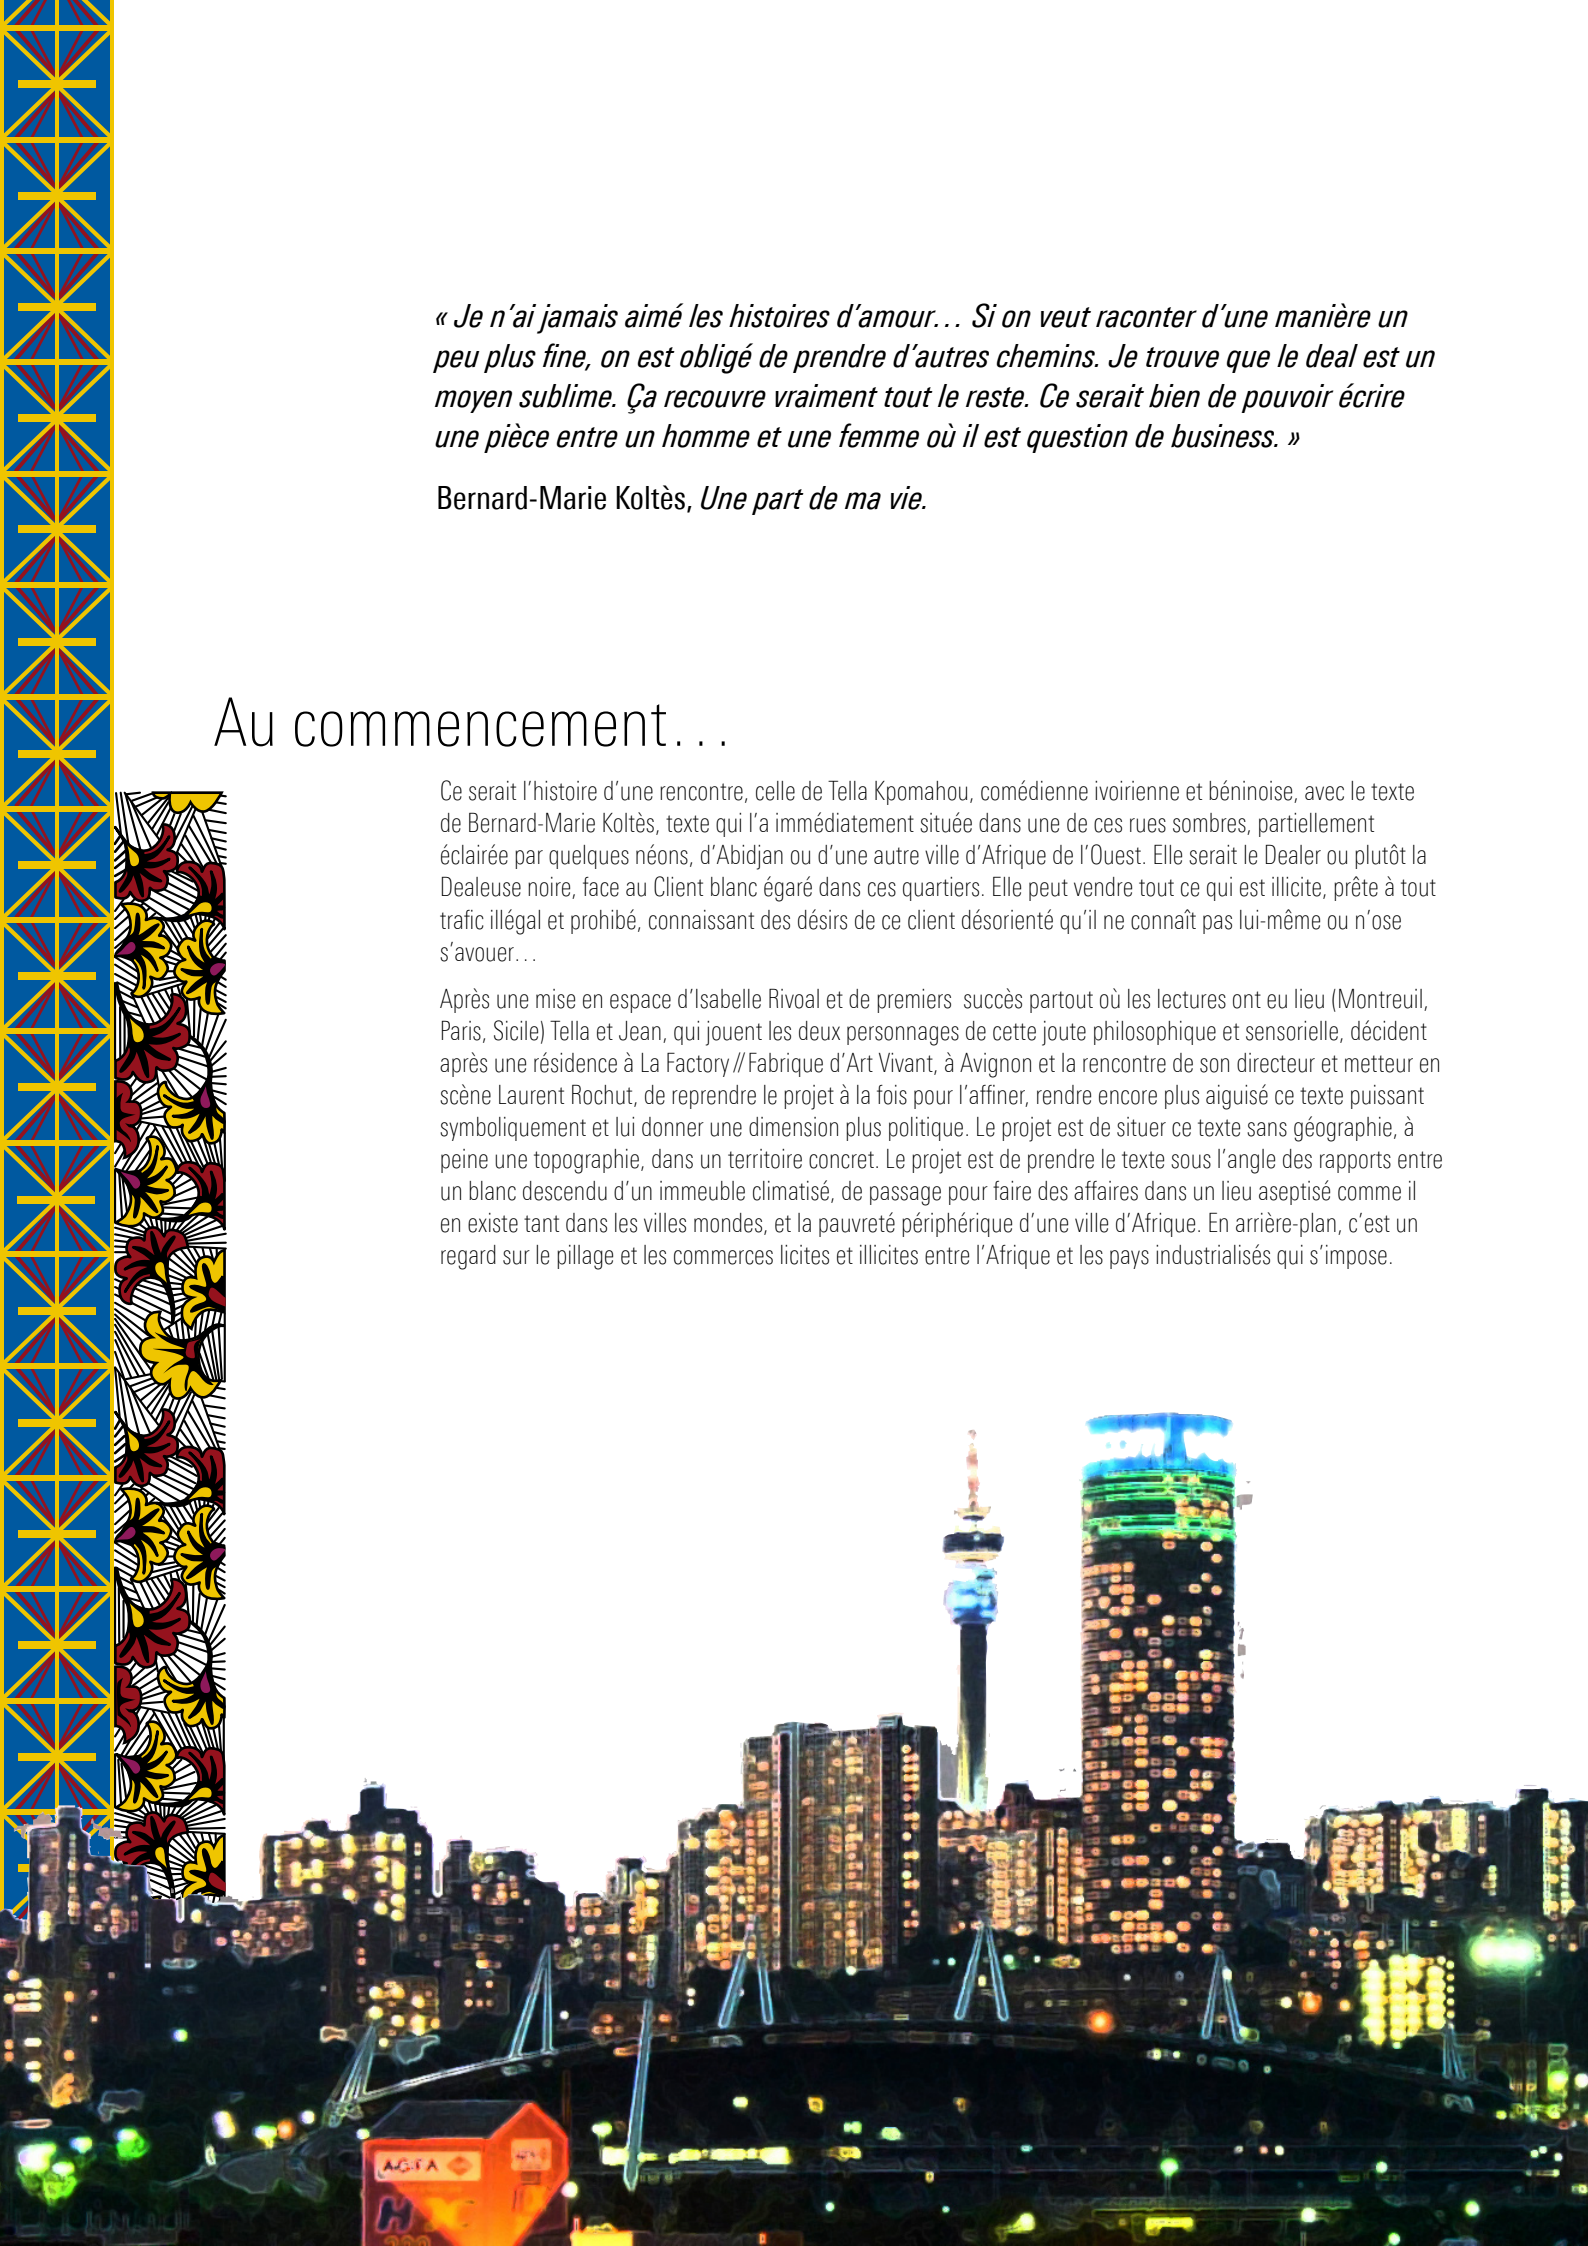 « Je n’ai jamais aimé les histoires d’amour… Si on veut raconter d’une manière un
peu plus fine, on est obligé de prendre d’autres chemins. Je trouve que le deal est un
moyen sublime. Ça recouvre vraiment tout le reste. Ce serait bien de pouvoir écrire
une pièce entre un homme et une femme où il est question de business. »
Bernard-Marie Koltès, Une part de ma vie.
Au commencement…
Ce serait l’histoire d’une rencontre, celle de Tella Kpomahou, comédienne ivoirienne et béninoise, avec le texte
de Bernard-Marie Koltès, texte qui l’a immédiatement située dans une de ces rues sombres, partiellement
éclairée par quelques néons, d’Abidjan ou d’une autre ville d’Afrique de l’Ouest. Elle serait le Dealer ou plutôt la
Dealeuse noire, face au Client blanc égaré dans ces quartiers. Elle peut vendre tout ce qui est illicite, prête à tout
trafic illégal et prohibé, connaissant des désirs de ce client désorienté qu’il ne connaît pas lui-même ou n’ose
s’avouer…
Après une mise en espace d’Isabelle Rivoal et de premiers succès partout où les lectures ont eu lieu (Montreuil,
Paris, Sicile) Tella et Jean, qui jouent les deux personnages de cette joute philosophique et sensorielle, décident
après une résidence à La Factory // Fabrique d’Art Vivant, à Avignon et la rencontre de son directeur et metteur en
scène Laurent Rochut, de reprendre le projet à la fois pour l’affiner, rendre encore plus aiguisé ce texte puissant
symboliquement et lui donner une dimension plus politique. Le projet est de situer ce texte sans géographie, à
peine une topographie, dans un territoire concret. Le projet est de prendre le texte sous l’angle des rapports entre
un blanc descendu d’un immeuble climatisé, de passage pour faire des affaires dans un lieu aseptisé comme il
en existe tant dans les villes mondes, et la pauvreté périphérique d’une ville d’Afrique. En arrière-plan, c’est un
regard sur le pillage et les commerces licites et illicites entre l’Afrique et les pays industrialisés qui s’impose.
AGFA